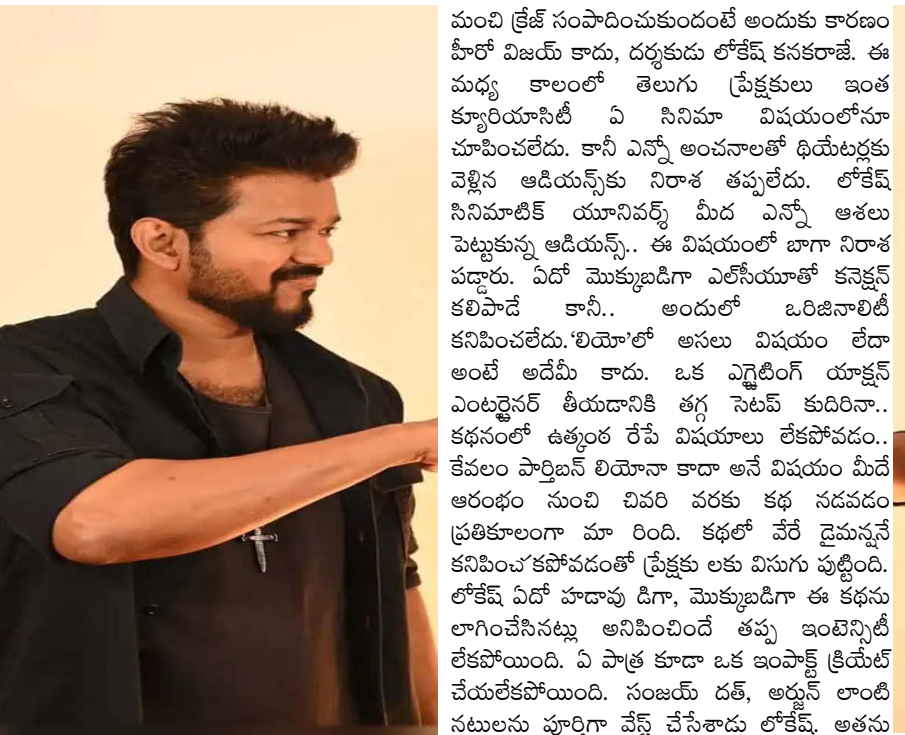 మంచి క్రేజ్ సంపాదించుకుందంటే అందుకు కారణం
హీరో విజయ్ కాదు, దర్శకుడు లోకేష్ కనకరాజే. ఈ
మధ్య కాలంలో తెలుగు ప్రేక్షకులు ఇంత
క్యూరియాసిటీ ఏ సినిమా విషయంలోనూ
చూపించలేదు. కానీ ఎన్నో అంచనాలతో థియేటర్లకు
వెళ్లిన ఆడియన్స్‌కు నిరాశ తప్పలేదు. లోకేష్
సినిమాటిక్ యూనివర్శ్ మీద ఎన్నో ఆశలు
పెట్టుకున్న ఆడియన్స్.. ఈ విషయంలో బాగా నిరాశ
పడ్డారు. ఏదో మొక్కుబడిగా ఎల్‌సీయూతో కనెక్షన్
కలిపాడే కానీ.. అందులో ఒరిజినాలిటీ
కనిపించలేదు.‘లియో’లో అసలు విషయం లేదా
అంటే అదేమీ కాదు. ఒక ఎగ్జైటింగ్ యాక్షన్
ఎంటర్టైనర్ తీయడానికి తగ్గ సెటప్ కుదిరినా..
కథనంలో ఉత్కంఠ రేపే విషయాలు లేకపోవడం..
కేవలం పార్తిబన్ లియోనా కాదా అనే విషయం మీదే
ఆరంభం నుంచి చివరి వరకు కథ నడవడం
ప్రతికూలంగా మా రింది. కథలో వేరే డైమన్షనే
కనిపించకపోవడంతో ప్రేక్షకు లకు విసుగు పుట్టింది.
లోకేష్ ఏదో హడావు డిగా, మొక్కుబడిగా ఈ కథను
లాగించేసినట్లు అనిపించిందే తప్ప ఇంటెన్సిటీ
లేకపోయింది. ఏ పాత్ర కూడా ఒక ఇంపాక్ట్ క్రియేట్
చేయలేకపోయింది. సంజయ్ దత్, అర్జున్ లాంటి
నటులను పూర్తిగా వేస్ట్ చేసేశాడు లోకేష్. అతను